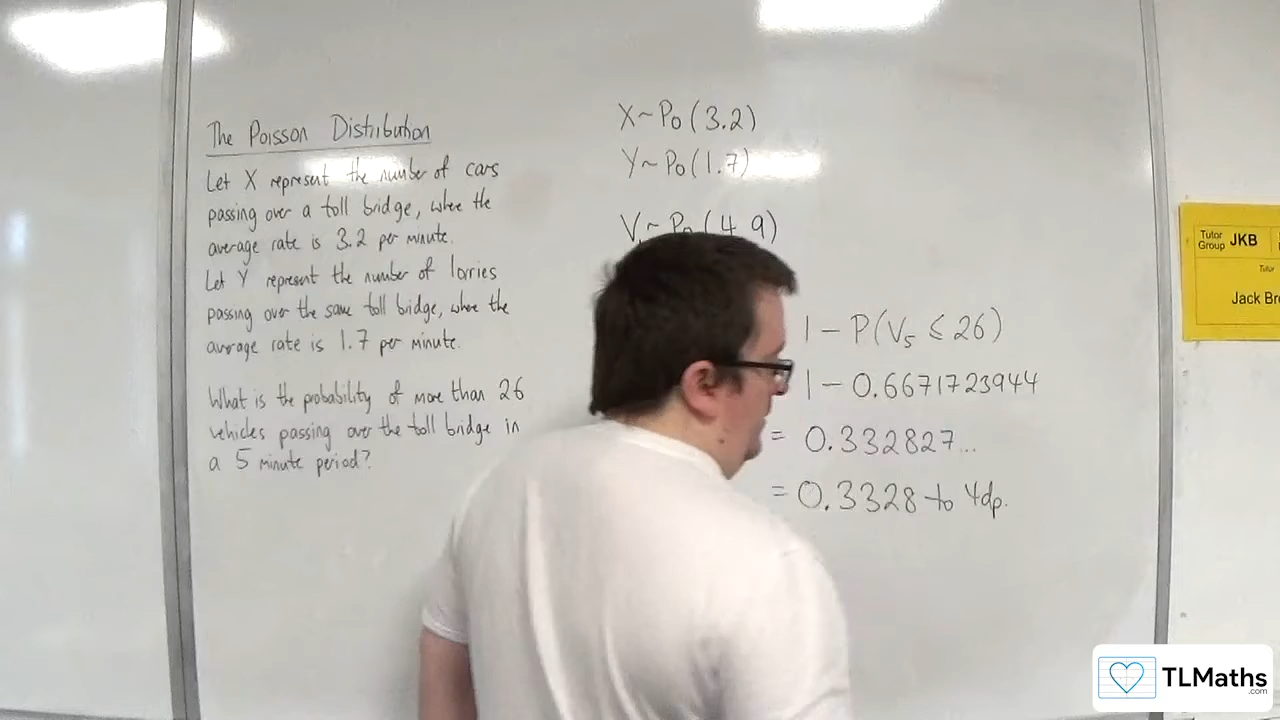 The Poisson Distribution
Let X represent the number of cars
passing over a toll bridge, where the
average rate is 3.2 per minute.
Let Y represent the number of lorries
passing over the same toll bridge, where the
average rate is 1.7 per minute.
What is the probability of more than 26
vehicles passing over the toll bridge in
a 5 minute period?
X~Po(3.2)
Y~Po(1.7)
V~Po(4.9)
1 - P(V₅ ≤ 26)
1 - 0.6671723944
= 0.332827...
= 0.3328 to 4dp.
Tutor
Group JKB
Tutor
Jack
TLMaths
.com